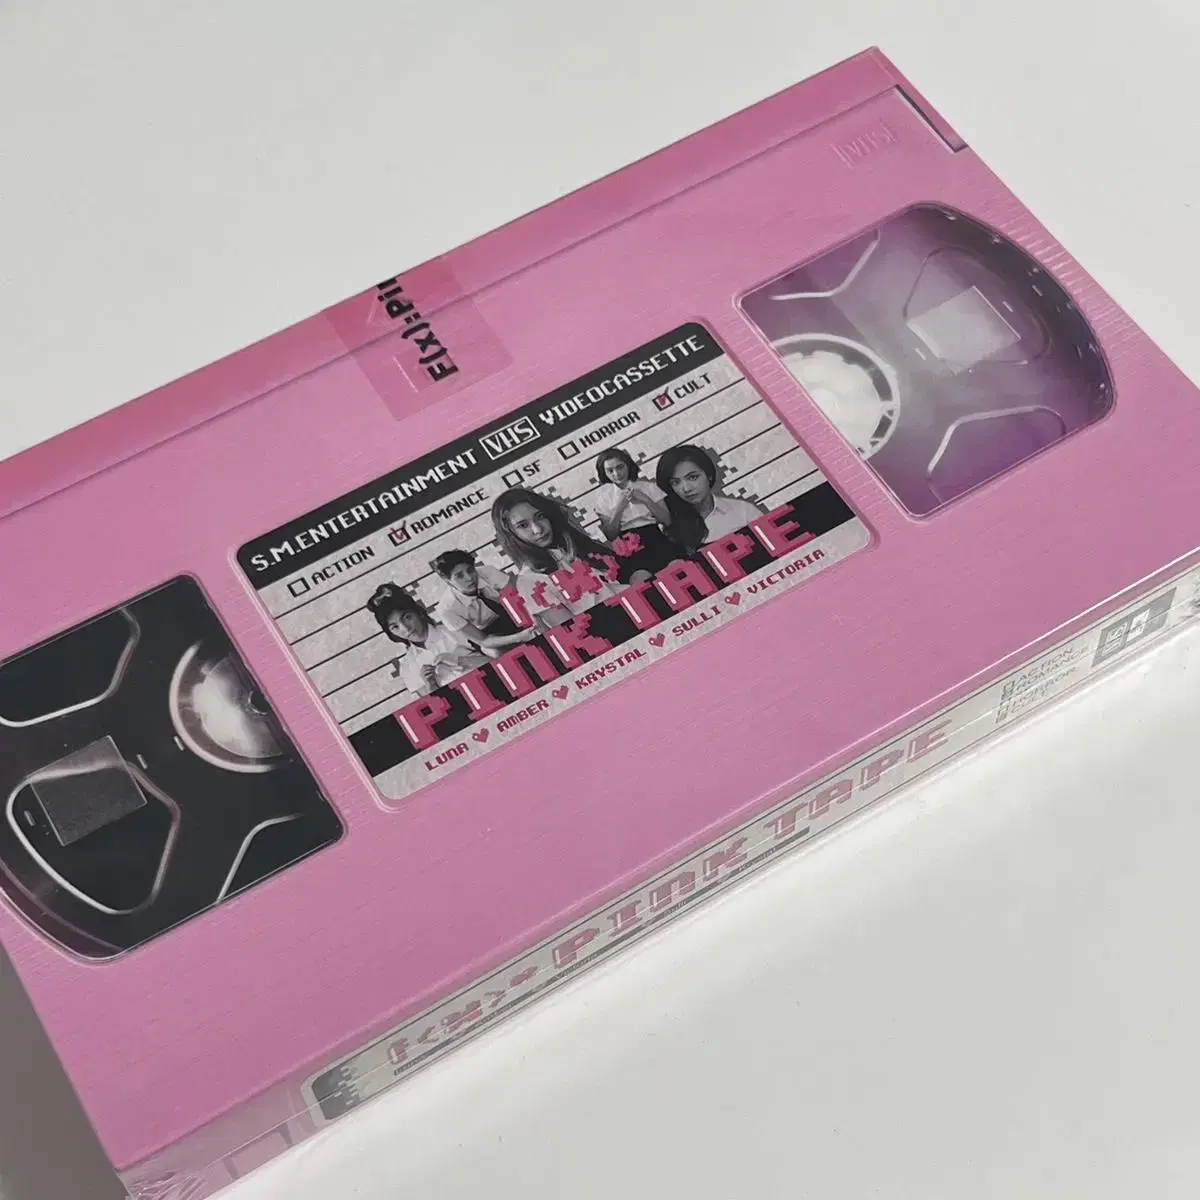 VHS
F(x):Pi
S.M.ENTERTAINMENT VHS VIDEOCASSETTE
ACTION ROMANCE SF HORROR CULT
f(x)
PINK TAPE
LUNA AMBER KRYSTAL SULLI VICTORIA
f(x) PINK TAPE
ACTION
ROMANCE
HORROR
CULT